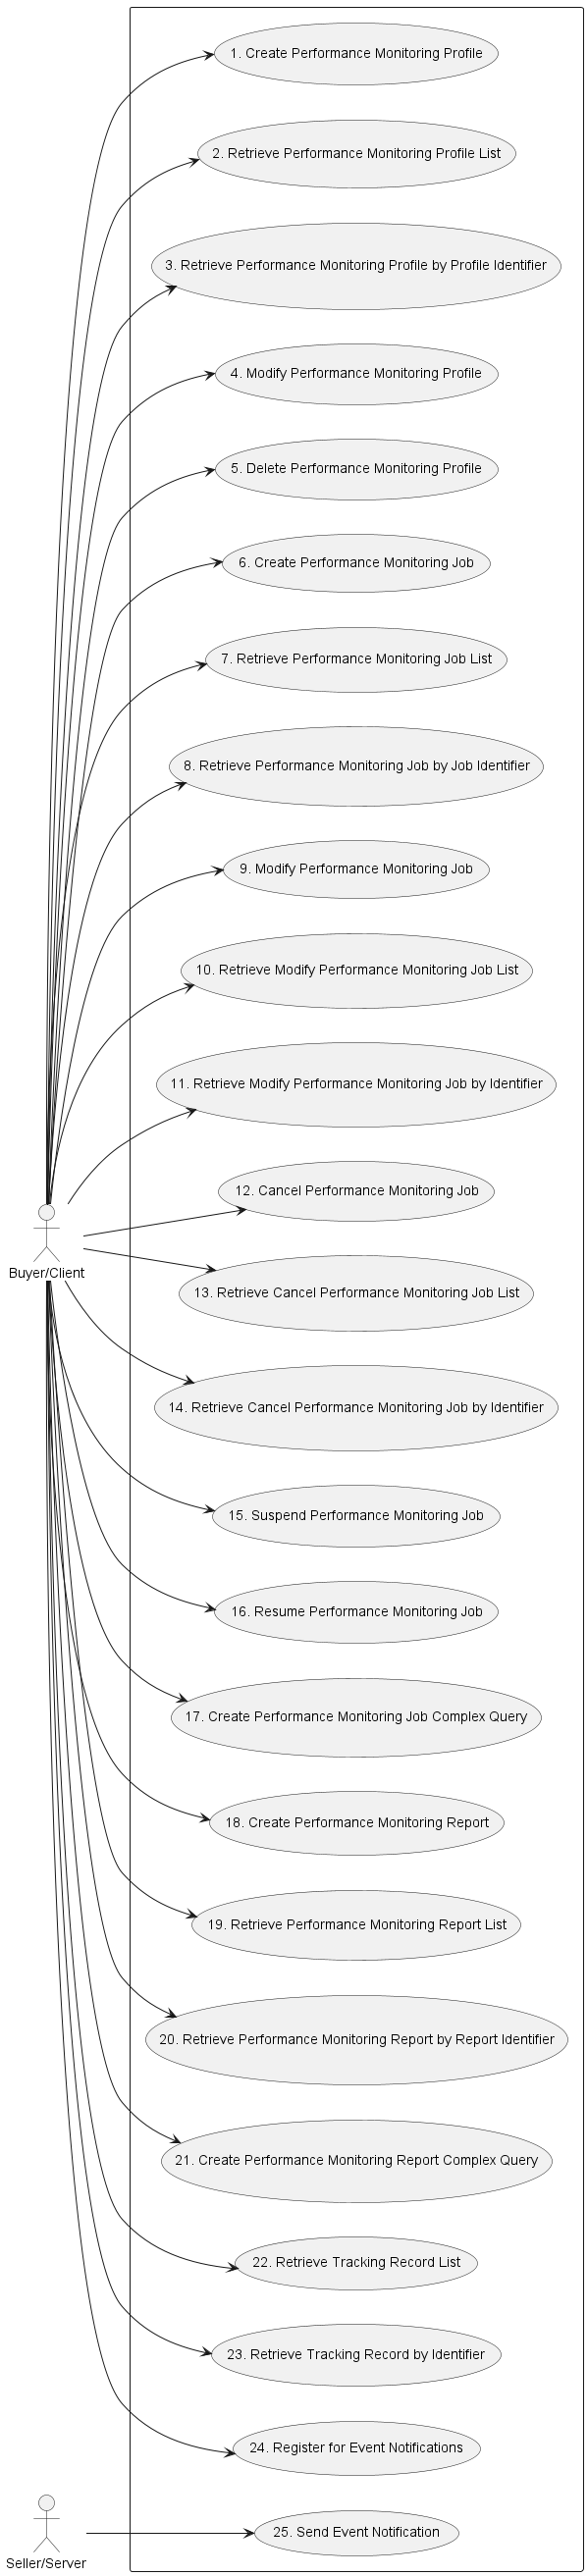 1. Create Performance Monitoring Profile
2. Retrieve Performance Monitoring Profile List
3. Retrieve Performance Monitoring Profile by Profile Identifier
4. Modify Performance Monitoring Profile
5. Delete Performance Monitoring Profile
6. Create Performance Monitoring Job
7. Retrieve Performance Monitoring Job List
8. Retrieve Performance Monitoring Job by Job Identifier
9. Modify Performance Monitoring Job
10. Retrieve Modify Performance Monitoring Job List
11. Retrieve Modify Performance Monitoring Job by Identifier
12. Cancel Performance Monitoring Job
Buyer/Client
13. Retrieve Cancel Performance Monitoring Job List
14. Retrieve Cancel Performance Monitoring Job by Identifier
15. Suspend Performance Monitoring Job
16. Resume Performance Monitoring Job
17. Create Performance Monitoring Job Complex Query
18. Create Performance Monitoring Report
19. Retrieve Performance Monitoring Report List
20. Retrieve Performance Monitoring Report by Report Identifier
21. Create Performance Monitoring Report Complex Query
22. Retrieve Tracking Record List
23. Retrieve Tracking Record by Identifier
24. Register for Event Notifications
25. Send Event Notification
Seller/Server